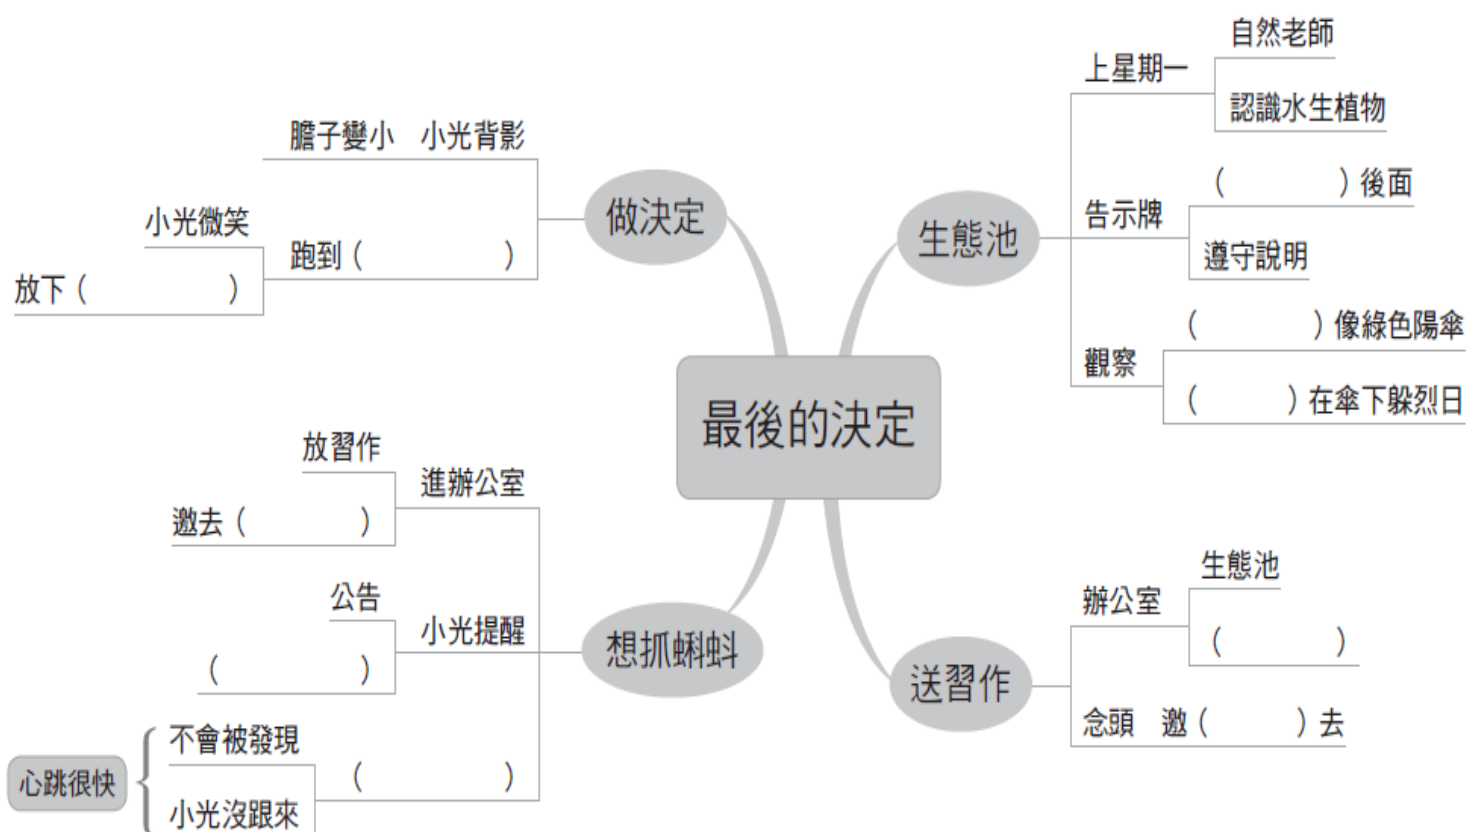 最後的決定
生態池
上星期一
自然老師
認識水生植物
告示牌
（　　　　）後面
遵守說明
觀察
（　　　　）像綠色陽傘
（　　　）在傘下躲烈日
送習作
辦公室
生態池
（　　　　）
念頭　邀（　　　）去
想抓蝌蚪
進辦公室
放習作
邀去（　　　　）
小光提醒
公告
（　　　　　）
（　　　　　）
不會被發現
小光沒跟來
心跳很快
做決定
膽子變小　小光背影
跑到（　　　　　）
小光微笑
放下（　　　　　）